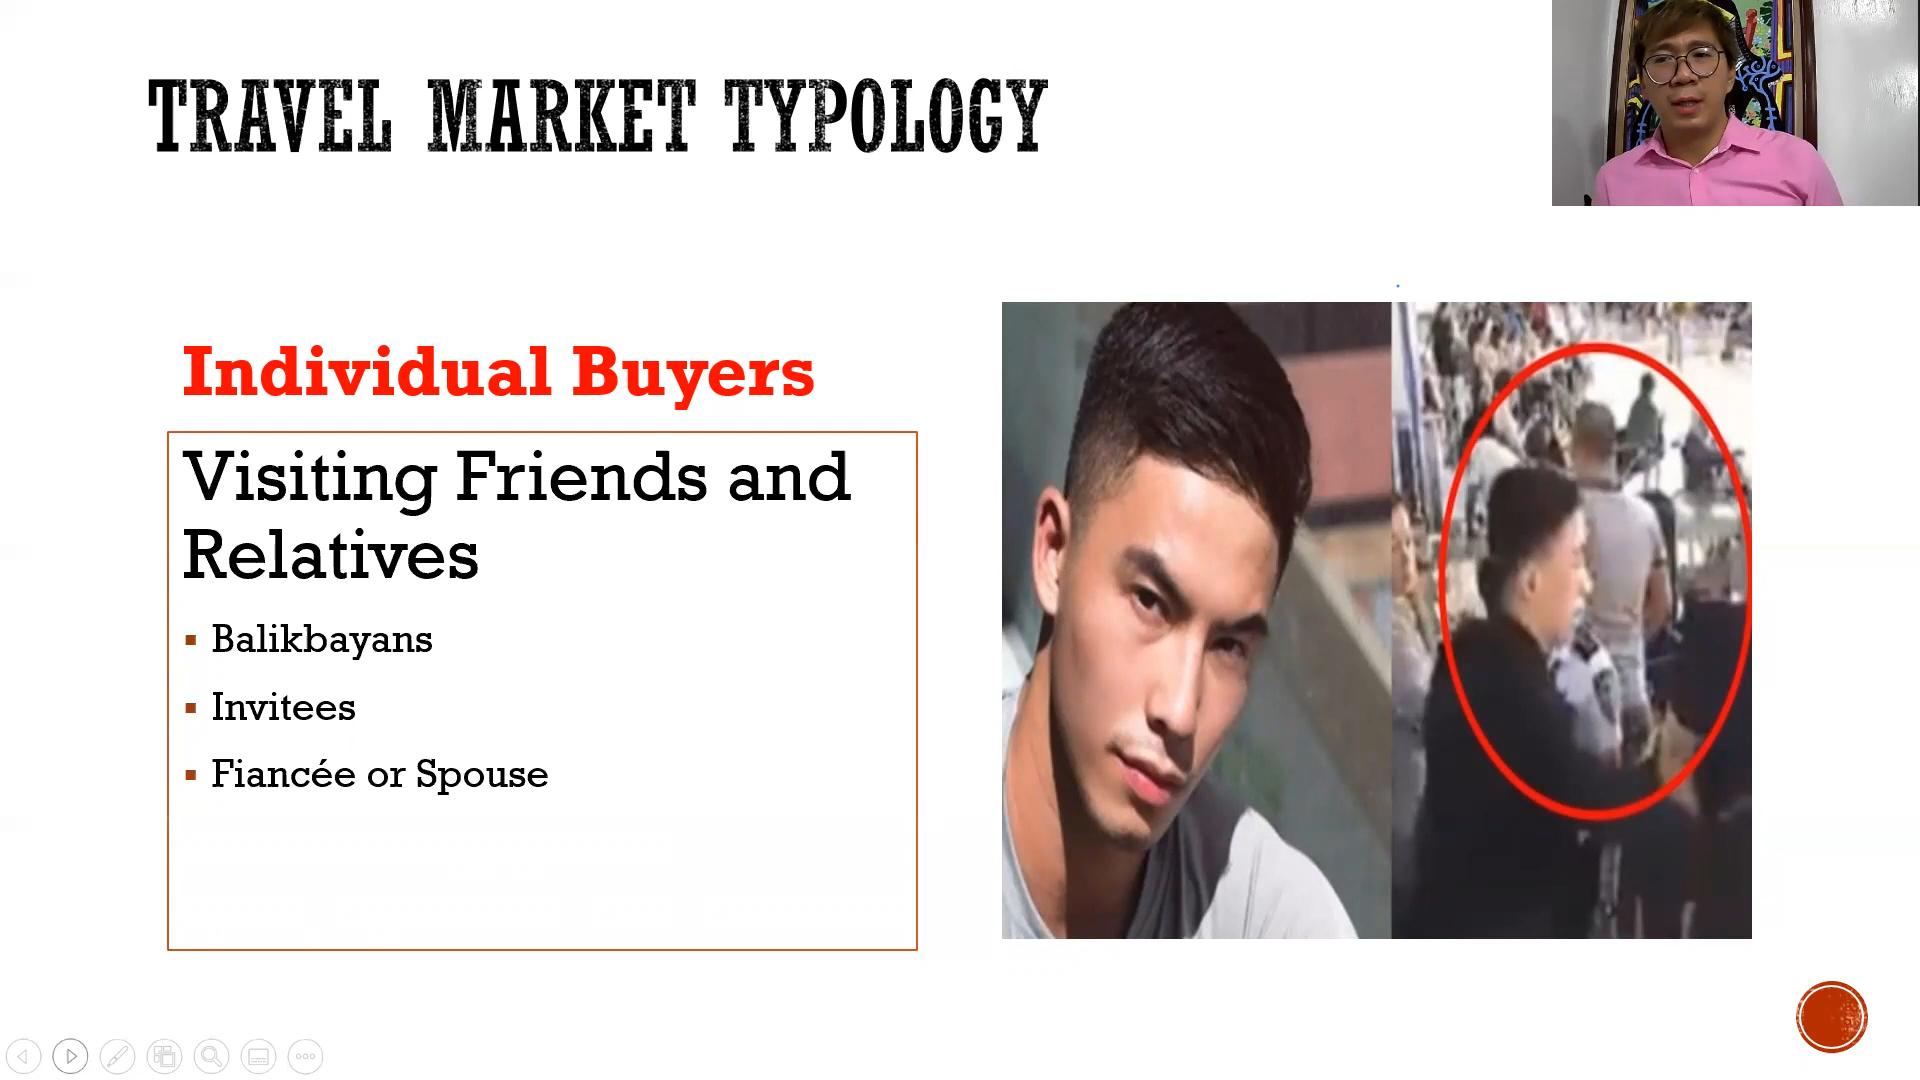 TRAVEL MARKET TYPOLOGY
Individual Buyers
Visiting Friends and
Relatives
Balikbayans
Invitees
Fiancée or Spouse